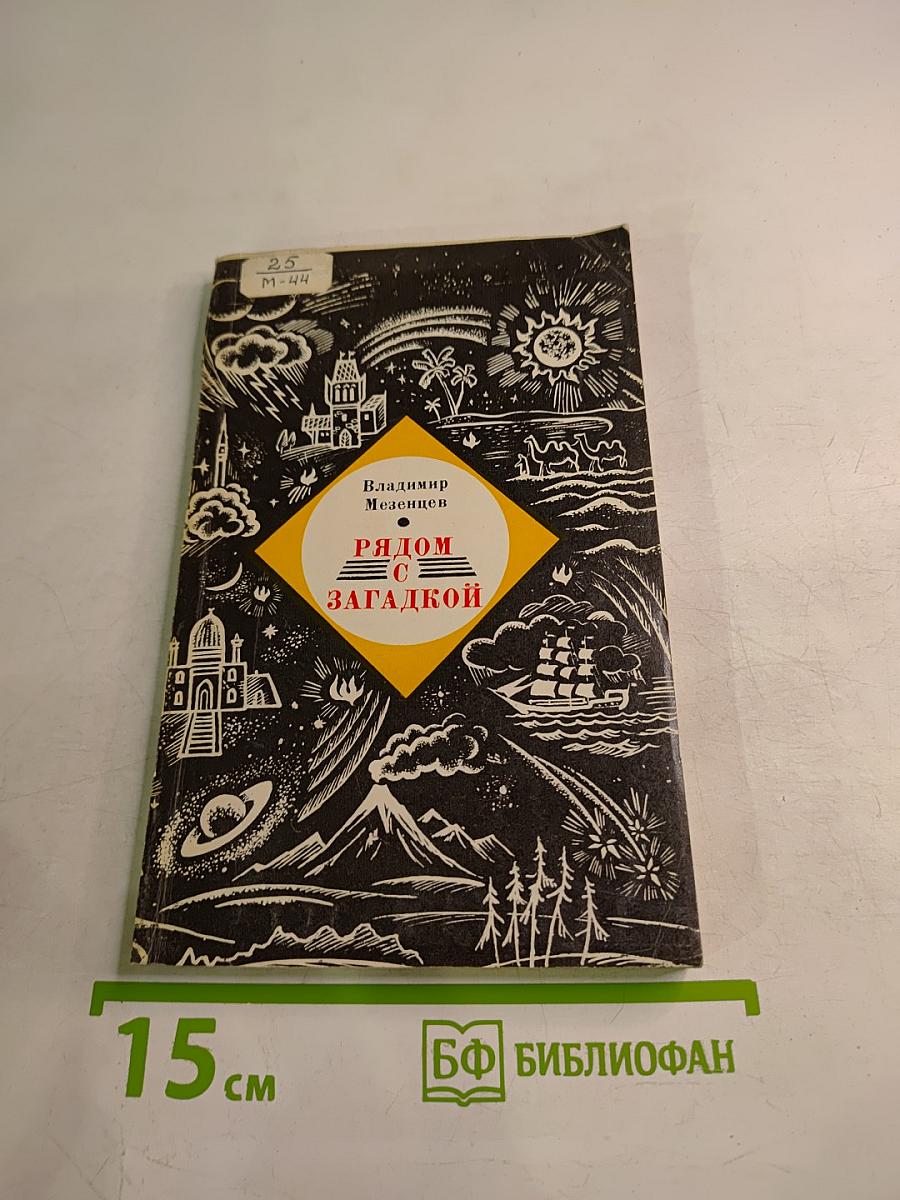 25
М-44
Владимир
Мезенцев
РЯДОМ
С
ЗАГАДКОЙ
15 см
БФ БИБЛИОФАН